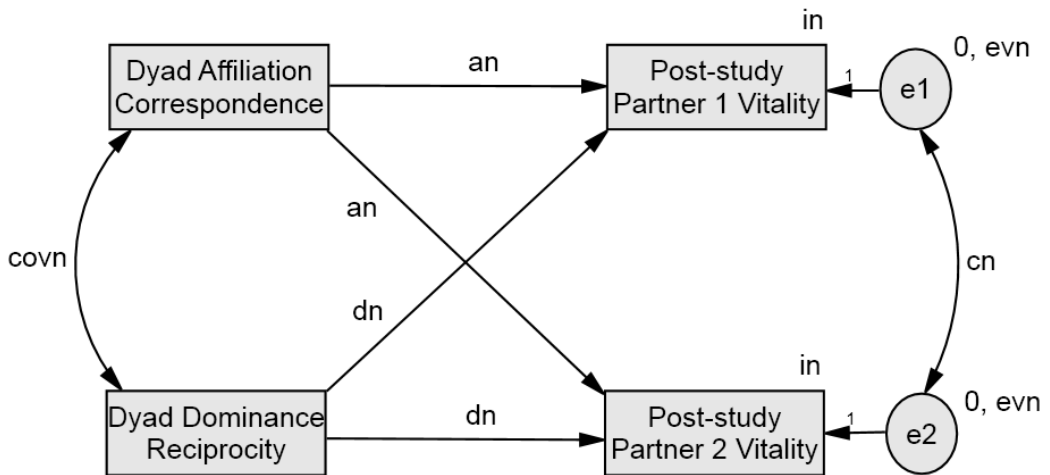 in
0, evn
Dyad Affiliation
Correspondence
an
Post-study
Partner 1 Vitality
1
e1
an
covn
cn
dn
in
0, evn
Dyad Dominance
Reciprocity
dn
Post-study
Partner 2 Vitality
1
e2